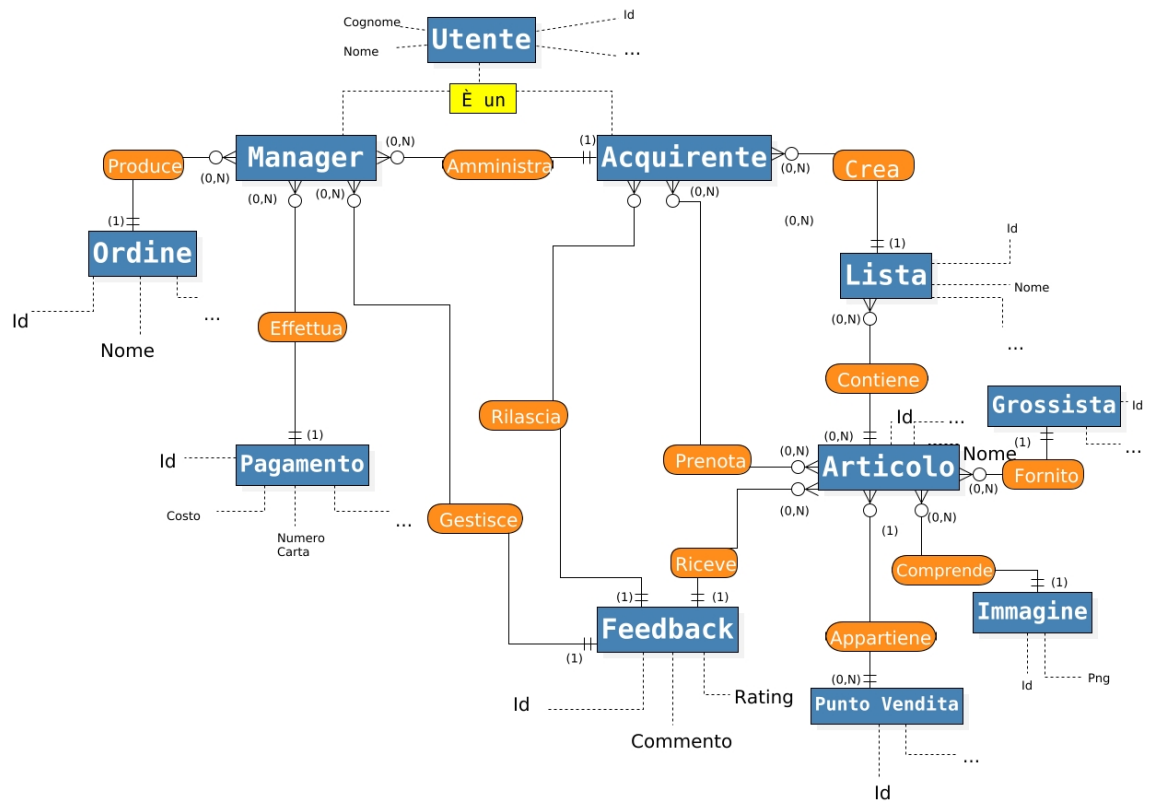 Id
Cognome
Utente
Nome
...
È un
(0,N)
(1)
Manager
Amministra
Acquirente
Produce
Crea
(0,N)
(0,N)
(0,N)
(0,N)
(0,N)
(1)
(0,N)
Id
Ordine
(1)
Lista
Nome
Id
...
(0,N)
Effettua
Nome
...
Contiene
Grossista
Id
Rilascia
Id
...
(1)
(0,N)
(1)
...
Id
Pagamento
Prenota
(0,N)
Articolo
Nome
Fornito
(0,N)
Costo
Gestisce
...
(0,N)
(1)
(0,N)
Numero
Carta
Riceve
Comprende
(1)
(1)
(1)
Immagine
Feedback
Appartiene
(1)
(0,N)
Id
Png
Id
Rating
Punto Vendita
Commento
...
Id